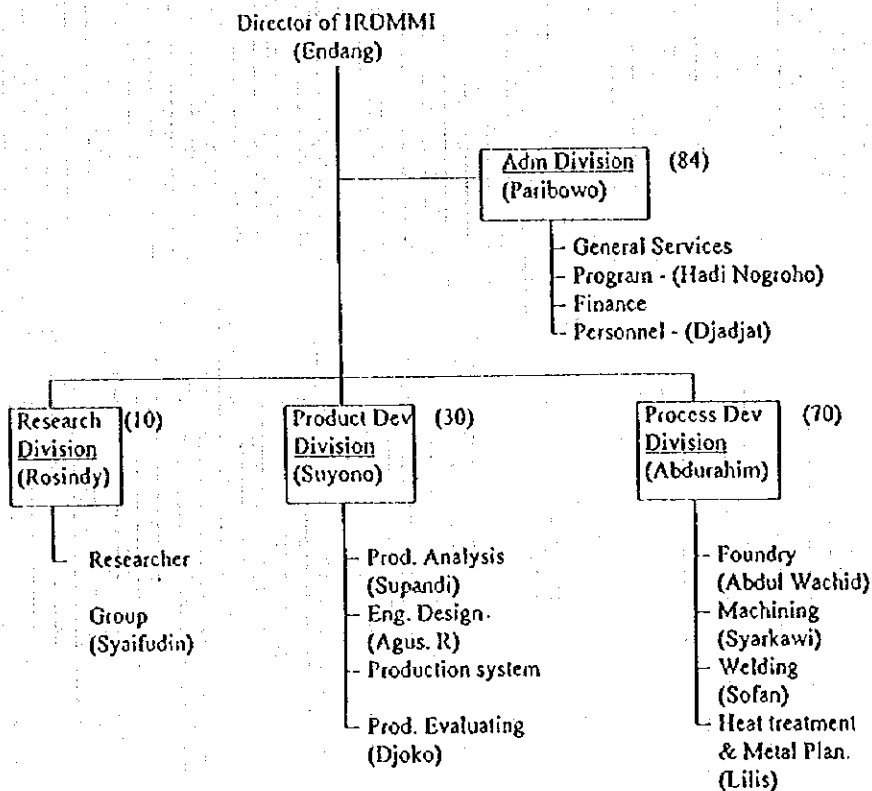 Director of IRDMMI
(Endang)
Adm Division (84)
(Paribowo)
General Services
Program - (Hadi Nogroho)
Finance
Personnel - (Djadjat)
Research (10)
Division
(Rosindy)
Researcher
Group
(Syaifudin)
Product Dev (30)
Division
(Suyono)
Prod. Analysis
(Supandi)
Eng. Design
(Agus. R)
Production system
Prod. Evaluating
(Djoko)
Process Dev (70)
Division
(Abdurahim)
Foundry
(Abdul Wachid)
Machining
(Syarkawi)
Welding
(Sofan)
Heat treatment
& Metal Plan.
(Lilis)